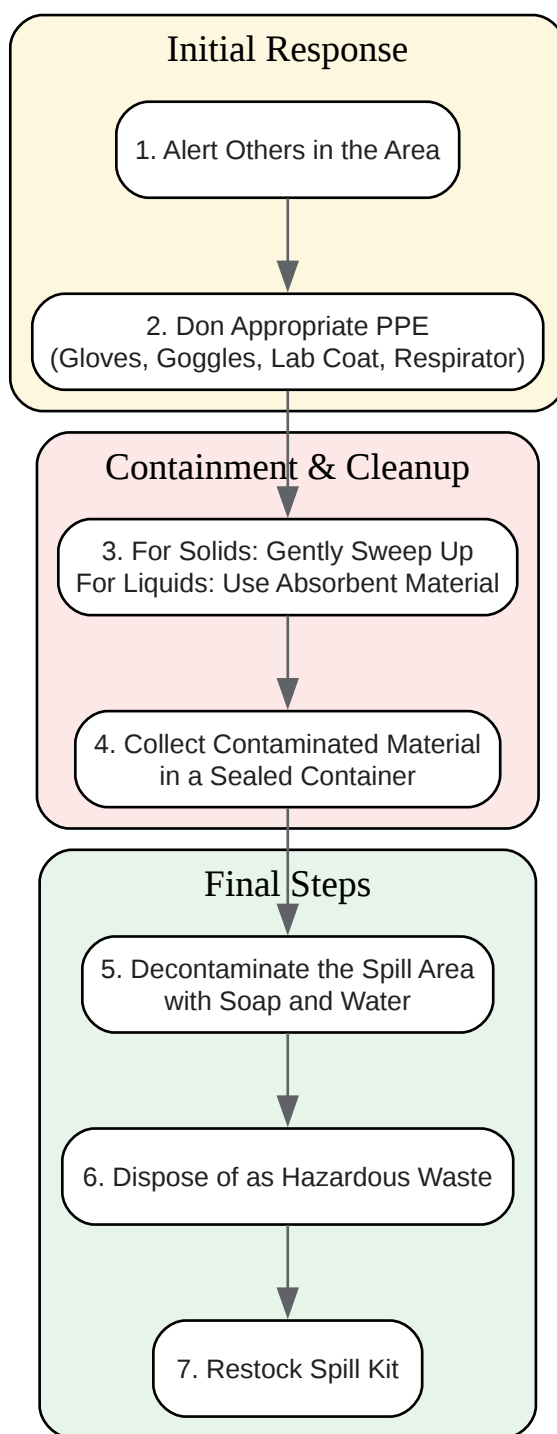 Initial Response
1. Alert Others in the Area
2. Don Appropriate PPE
(Gloves, Goggles, Lab Coat, Respirator)
Containment & Cleanup
3. For Solids: Gently Sweep Up
For Liquids: Use Absorbent Material
4. Collect Contaminated Material
in a Sealed Container
Final Steps
5. Decontaminate the Spill Area
with Soap and Water
6. Dispose of as Hazardous Waste
7. Restock Spill Kit